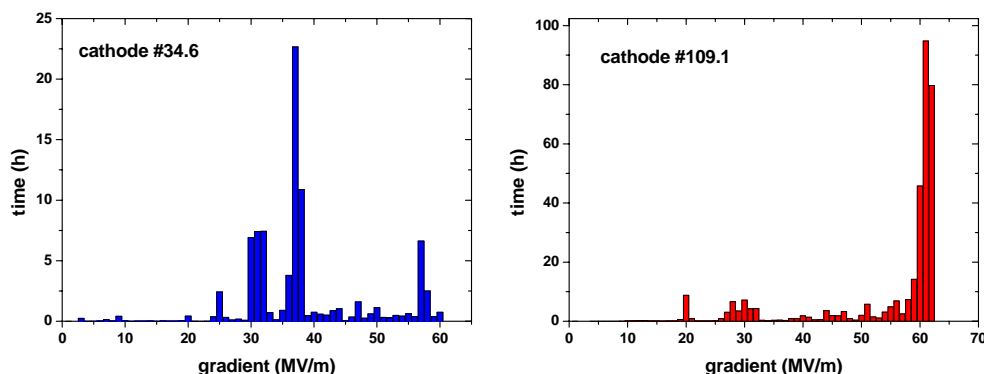 cathode #34.6
time (h)
25
20
15
10
5
0
0 10 20 30 40 50 60
gradient (MV/m)
cathode #109.1
time (h)
100
80
60
40
20
0
0 10 20 30 40 50 60 70
gradient (MV/m)